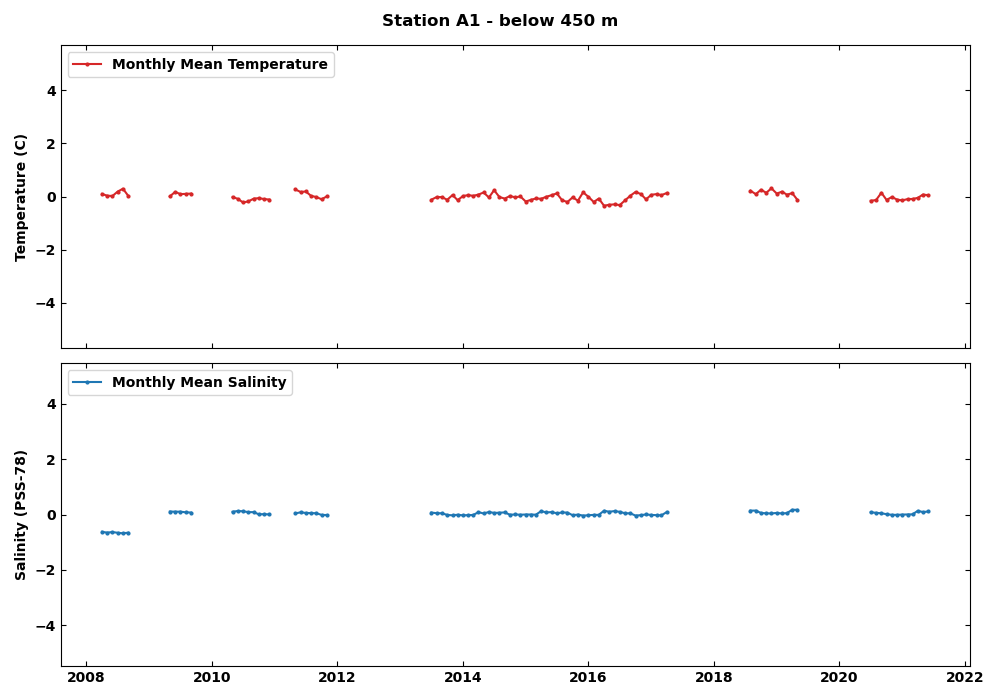 Station A1 - below 450 m
Monthly Mean Temperature
Temperature (C)
4
2
0
−2
−4
Monthly Mean Salinity
Salinity (PSS-78)
4
2
0
−2
−4
2008 2010 2012 2014 2016 2018 2020 2022